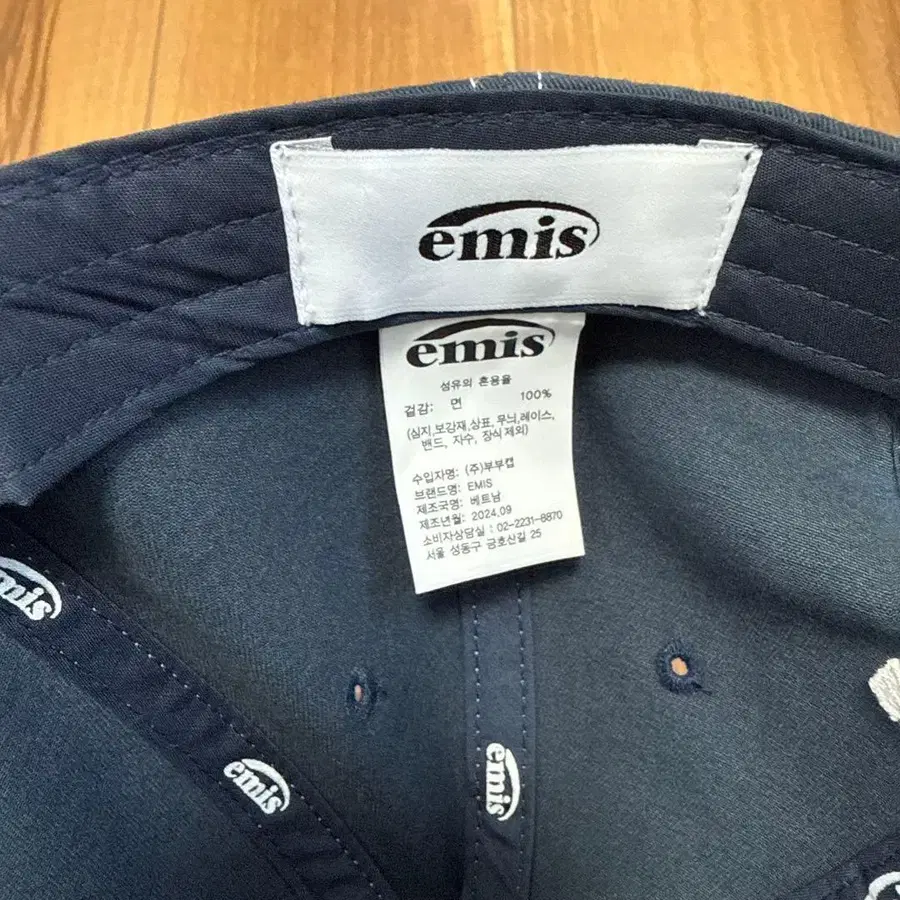 emis
emis
섬유의 혼용율
겉감: 면 100%
(심지,보강재,상표,무늬,레이스,
밴드, 자수, 장식제외)
수입자명: (주)부부캡
브랜드명: EMIS
제조국명: 베트남
제조년월: 2024.09
소비자상담실 : 02-2231-8870
서울 성동구 금호산길 25
emis
emis
emis